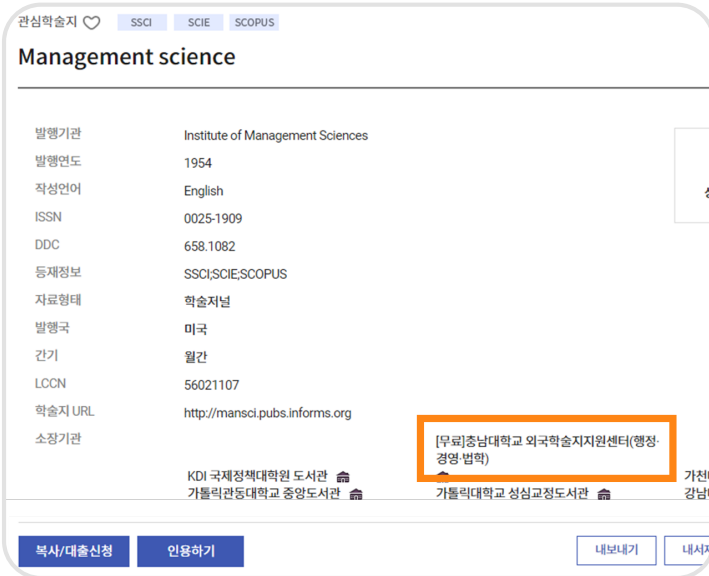 관심학술지 SSCI SCIE SCOPUS
Management science
발행기관 Institute of Management Sciences
발행연도 1954
작성언어 English
ISSN 0025-1909
DDC 658.1082
등재정보 SSCI;SCIE;SCOPUS
자료형태 학술저널
발행국 미국
간기 월간
LCCN 56021107
학술지 URL http://mansci.pubs.informs.org
소장기관
[무료]충남대학교 외국학술지지원센터(행정·
경영·법학)
KDI 국제정책대학원 도서관
가톨릭관동대학교 중앙도서관 가톨릭대학교 성심교정도서관 강남
복사/대출신청 인용하기 내보내기